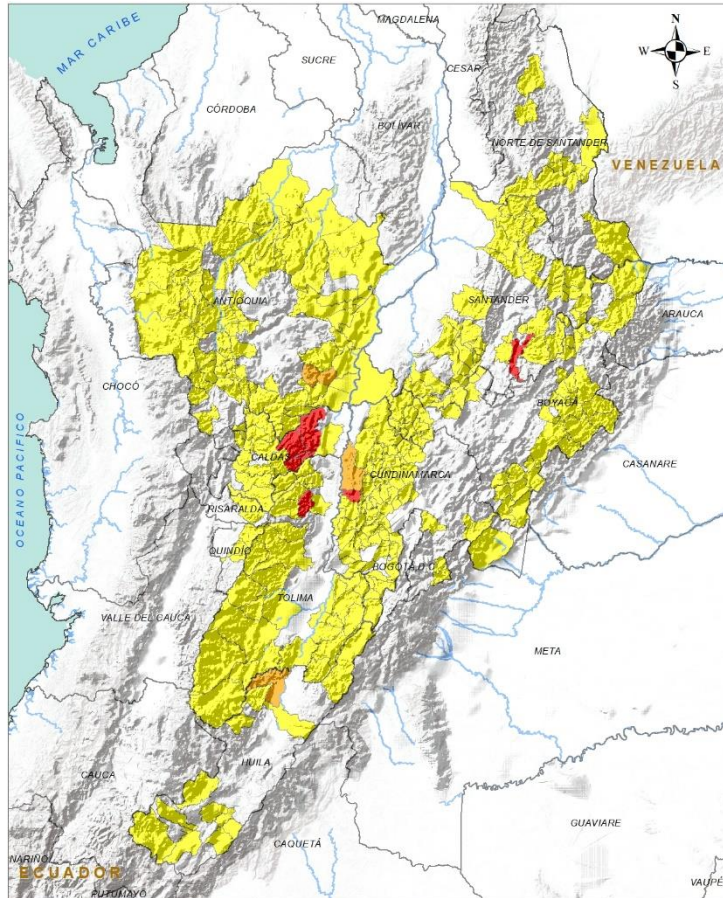 MAGDALENA
N
MAR CARIBE
SUCRE
CESAR
W
E
S
CÓRDOBA
BOLÍVAR
NORTE DE SANTANDER
VENEZUELA
ANTIOQUIA
SANTANDER
ARAUCA
CHOCÓ
BOYACÁ
OCEANO PACIFICO
CALDAS
CUNDINAMARCA
CASANARE
RISARALDA
QUINDÍO
BOGOTÁ D.C
TOLIMA
VALLE DEL CAUCA
META
HUILA
CAUCA
GUAVIARE
CAQUETÁ
NARIÑO
ECUADOR
PUTUMAYO
VAUPÉ